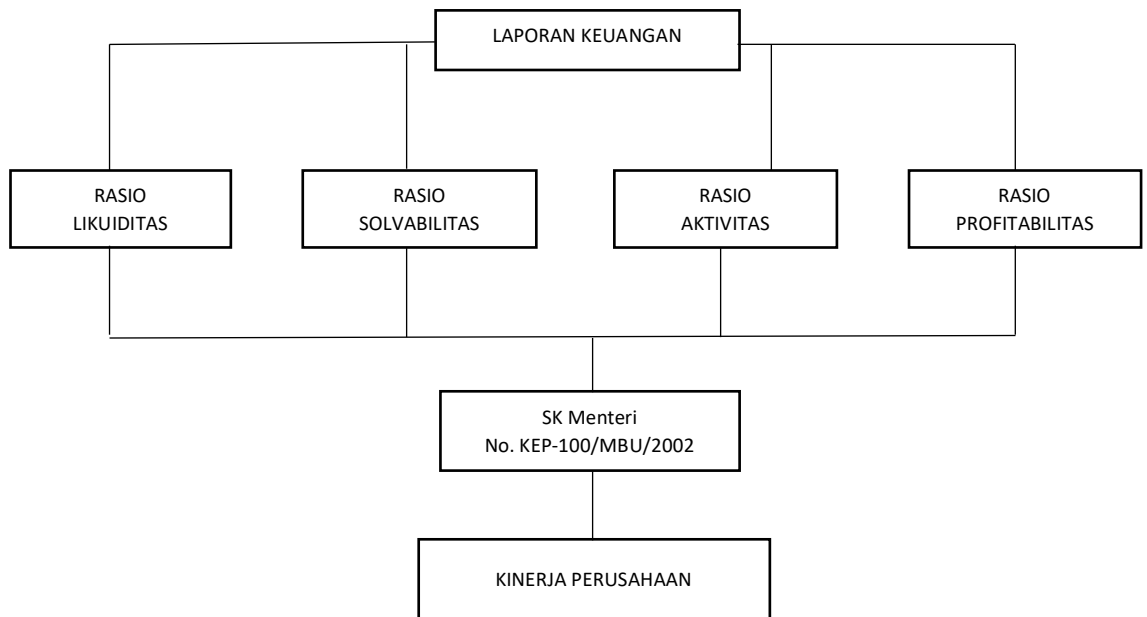 LAPORAN KEUANGAN
RASIO
LIKUIDITAS
RASIO
SOLVABILITAS
RASIO
AKTIVITAS
RASIO
PROFITABILITAS
SK Menteri
No. KEP-100/MBU/2002
KINERJA PERUSAHAAN